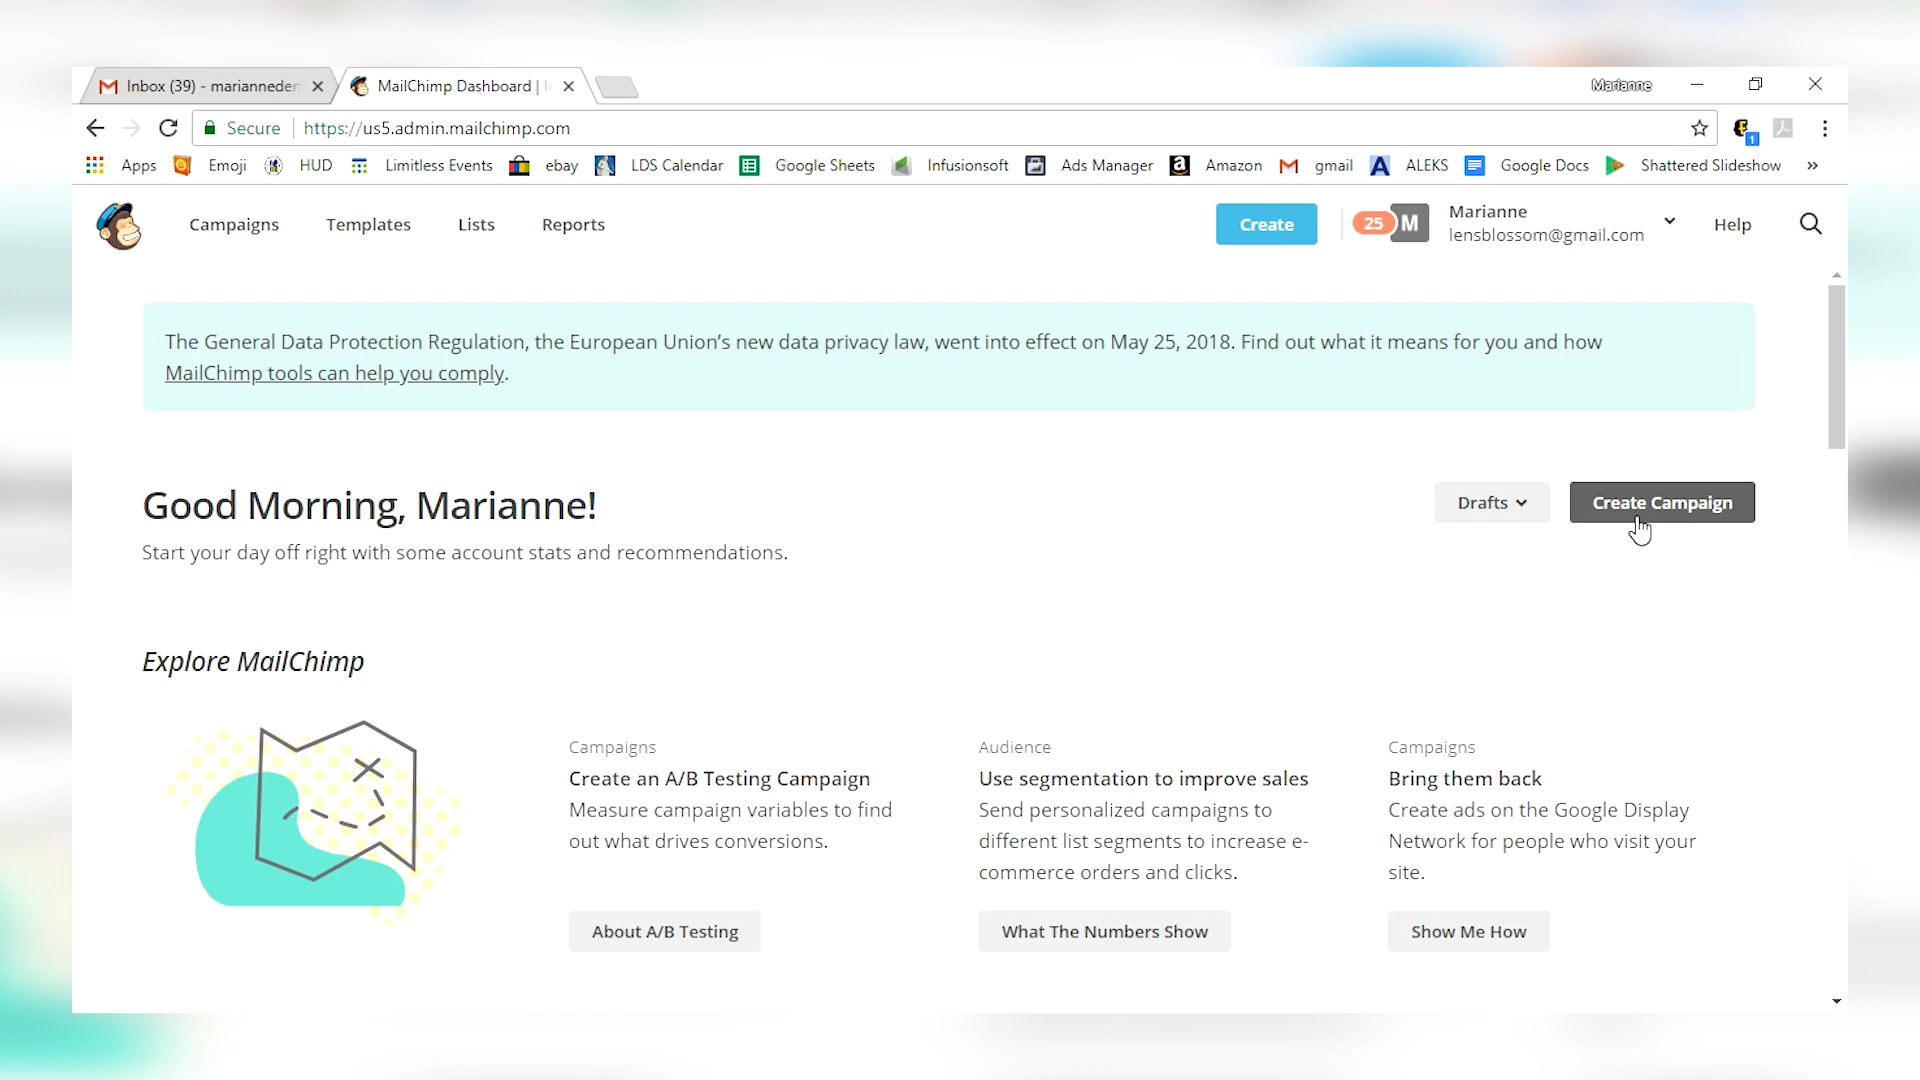 Inbox (39) - marianneden
MailChimp Dashboard |
Marianne
Secure
https://us5.admin.mailchimp.com
1
Apps Emoji HUD Limitless Events ebay LDS Calendar Google Sheets Infusionsoft Ads Manager Amazon gmail ALEKS Google Docs Shattered Slideshow »
Campaigns Templates Lists Reports
Create
25 M
Marianne
lensblossom@gmail.com
Help
The General Data Protection Regulation, the European Union's new data privacy law, went into effect on May 25, 2018. Find out what it means for you and how
MailChimp tools can help you comply.
Good Morning, Marianne!
Drafts
Create Campaign
Start your day off right with some account stats and recommendations.
Explore MailChimp
Campaigns
Create an A/B Testing Campaign
Measure campaign variables to find
out what drives conversions.
About A/B Testing
Audience
Use segmentation to improve sales
Send personalized campaigns to
different list segments to increase e-
commerce orders and clicks.
What The Numbers Show
Campaigns
Bring them back
Create ads on the Google Display
Network for people who visit your
site.
Show Me How